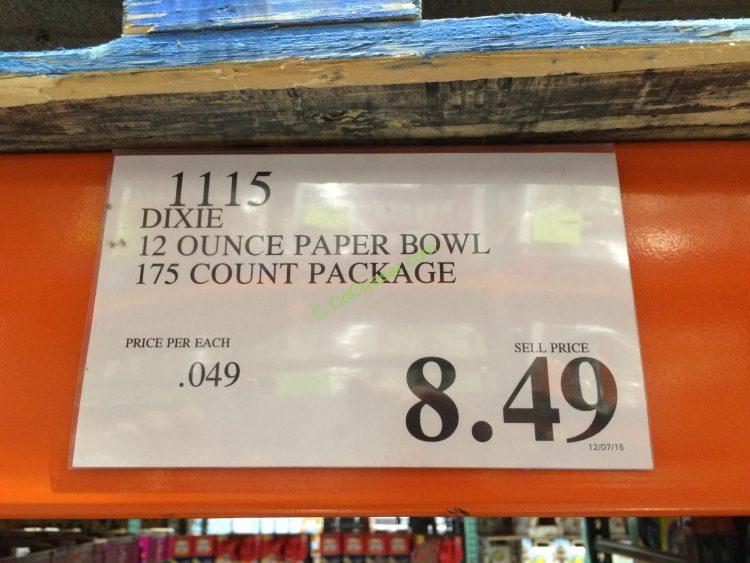 1115
DIXIE
12 OUNCE PAPER BOWL
175 COUNT PACKAGE
PRICE PER EACH
.049
SELL PRICE
8.49
12/07/15